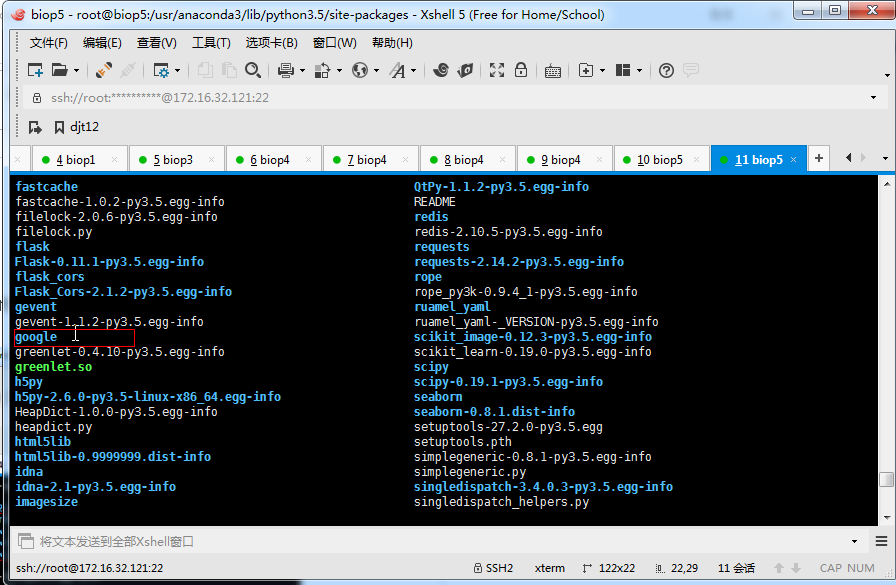 biop5 - root@biop5:/usr/anaconda3/lib/python3.5/site-packages - Xshell 5 (Free for Home/School)
文件(F) 编辑(E) 查看(V) 工具(T) 选项卡(B) 窗口(W) 帮助(H)
ssh://root:**********@172.16.32.121:22
djt12
4 biop1 5 biop3 6 biop4 7 biop4 8 biop4 9 biop4 10 biop5 11 biop5
fastcache QtPy-1.1.2-py3.5.egg-info
fastcache-1.0.2-py3.5.egg-info README
filelock-2.0.6-py3.5.egg-info redis
filelock.py redis-2.10.5-py3.5.egg-info
flask requests
Flask-0.11.1-py3.5.egg-info requests-2.14.2-py3.5.egg-info
flask_cors rope
Flask_Cors-2.1.2-py3.5.egg-info rope_py3k-0.9.4_1-py3.5.egg-info
gevent ruamel_yaml
gevent-1.1.2-py3.5.egg-info ruamel_yaml-_VERSION-py3.5.egg-info
google scikit_image-0.12.3-py3.5.egg-info
greenlet-0.4.10-py3.5.egg-info scikit_learn-0.19.0-py3.5.egg-info
greenlet.so scipy
h5py scipy-0.19.1-py3.5.egg-info
h5py-2.6.0-py3.5-linux-x86_64.egg-info seaborn
HeapDict-1.0.0-py3.5.egg-info seaborn-0.8.1.dist-info
heapdict.py setuptools-27.2.0-py3.5.egg
html5lib setuptools.pth
html5lib-0.9999999.dist-info simplegeneric-0.8.1-py3.5.egg-info
idna simplegeneric.py
idna-2.1-py3.5.egg-info singledispatch-3.4.0.3-py3.5.egg-info
imagesize singledispatch_helpers.py
将文本发送到全部Xshell窗口
ssh://root@172.16.32.121:22 SSH2 xterm 122x22 22,29 11 会话 CAP NUM